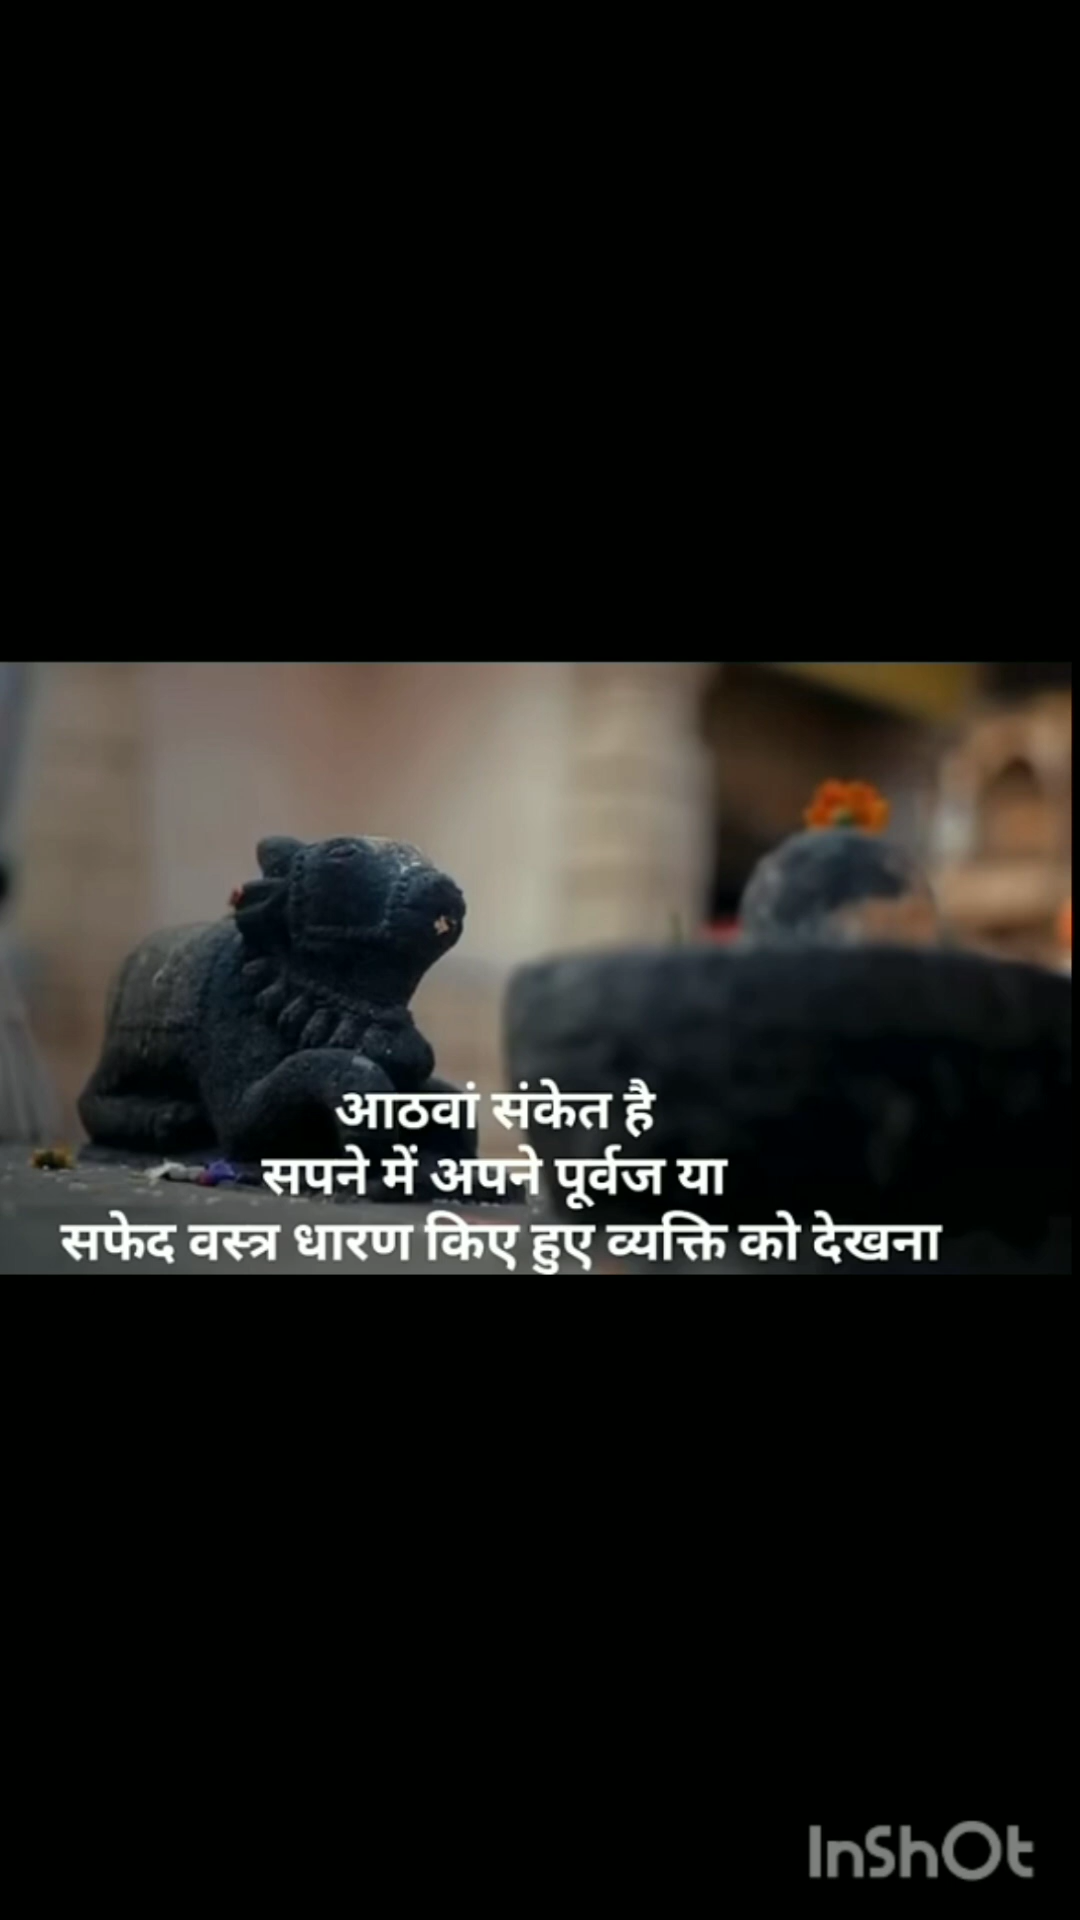 आठवां संकेत है
सपने में अपने पूर्वज या
सफेद वस्त्र धारण किए हुए व्यक्ति को देखना
InShOt